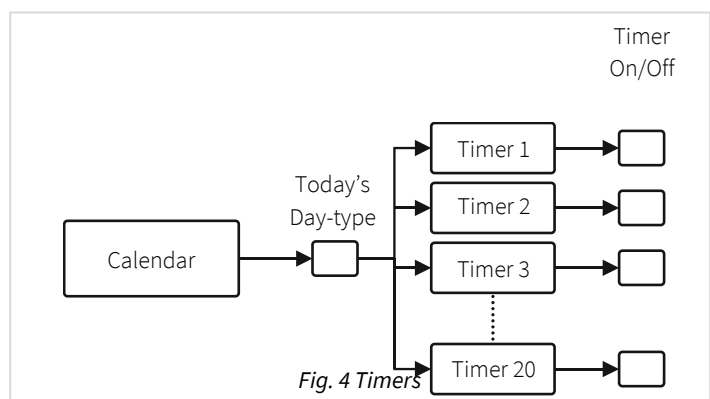 Timer
On/Off
Timer 1
Today's
Day-type
Timer 2
Calendar
Timer 3
Timer 20
Fig. 4 Timers